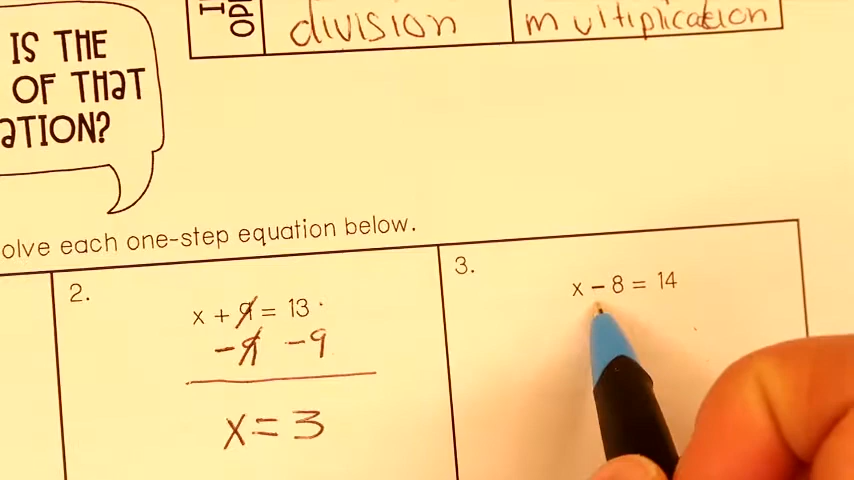 IS THE
OF THAT
ATION?
division
multiplication
olve each one-step equation below.
2.
x + 9 = 13
-9 -9
x = 3
3.
x - 8 = 14